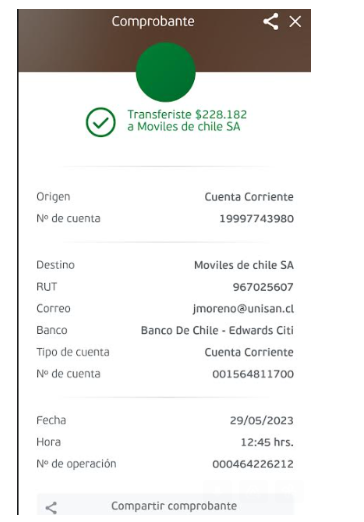 Comprobante
Transferiste $228.182
a Moviles de chile SA
Origen Cuenta Corriente
Nº de cuenta 19997743980
Destino Moviles de chile SA
RUT 967025607
Correo jmoreno@unisan.cl
Banco Banco De Chile - Edwards Citi
Tipo de cuenta Cuenta Corriente
Nº de cuenta 001564811700
Fecha 29/05/2023
Hora 12:45 hrs.
Nº de operación 000464226212
Compartir comprobante